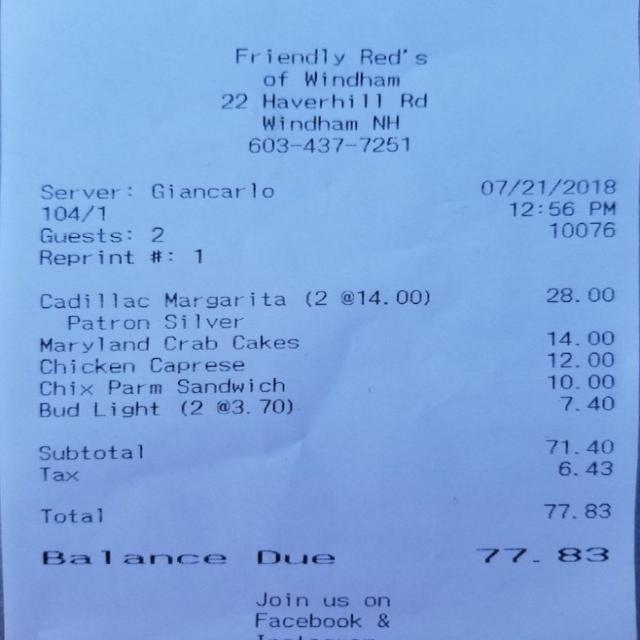 Friendly Red's
of Windham
22 Haverhill Rd
Windham NH
603-437-7251
Server: Giancarlo 07/21/2018
104/1 12:56 PM
Guests: 2 10076
Reprint #: 1
Cadillac Margarita (2 @14.00) 28.00
Patron Silver
Maryland Crab Cakes 14.00
Chicken Caprese 12.00
Chix Parm Sandwich 10.00
Bud Light (2 @3.70) 7.40
Subtotal 71.40
Tax 6.43
Total 77.83
Balance Due 77.83
Join us on
Facebook &